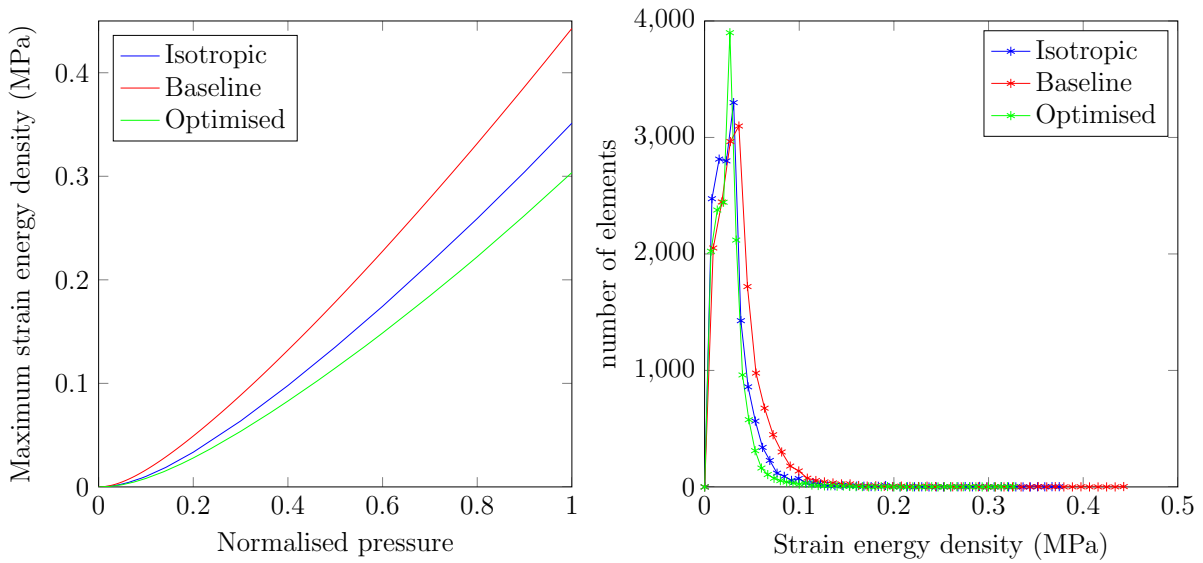 Maximum strain energy density (MPa)
0.4
0.3
0.2
0.1
0
Isotropic
Baseline
Optimised
0
0.2
0.4
0.6
0.8
1
Normalised pressure
number of elements
4,000
3,000
2,000
1,000
0
Isotropic
Baseline
Optimised
0
0.1
0.2
0.3
0.4
0.5
Strain energy density (MPa)